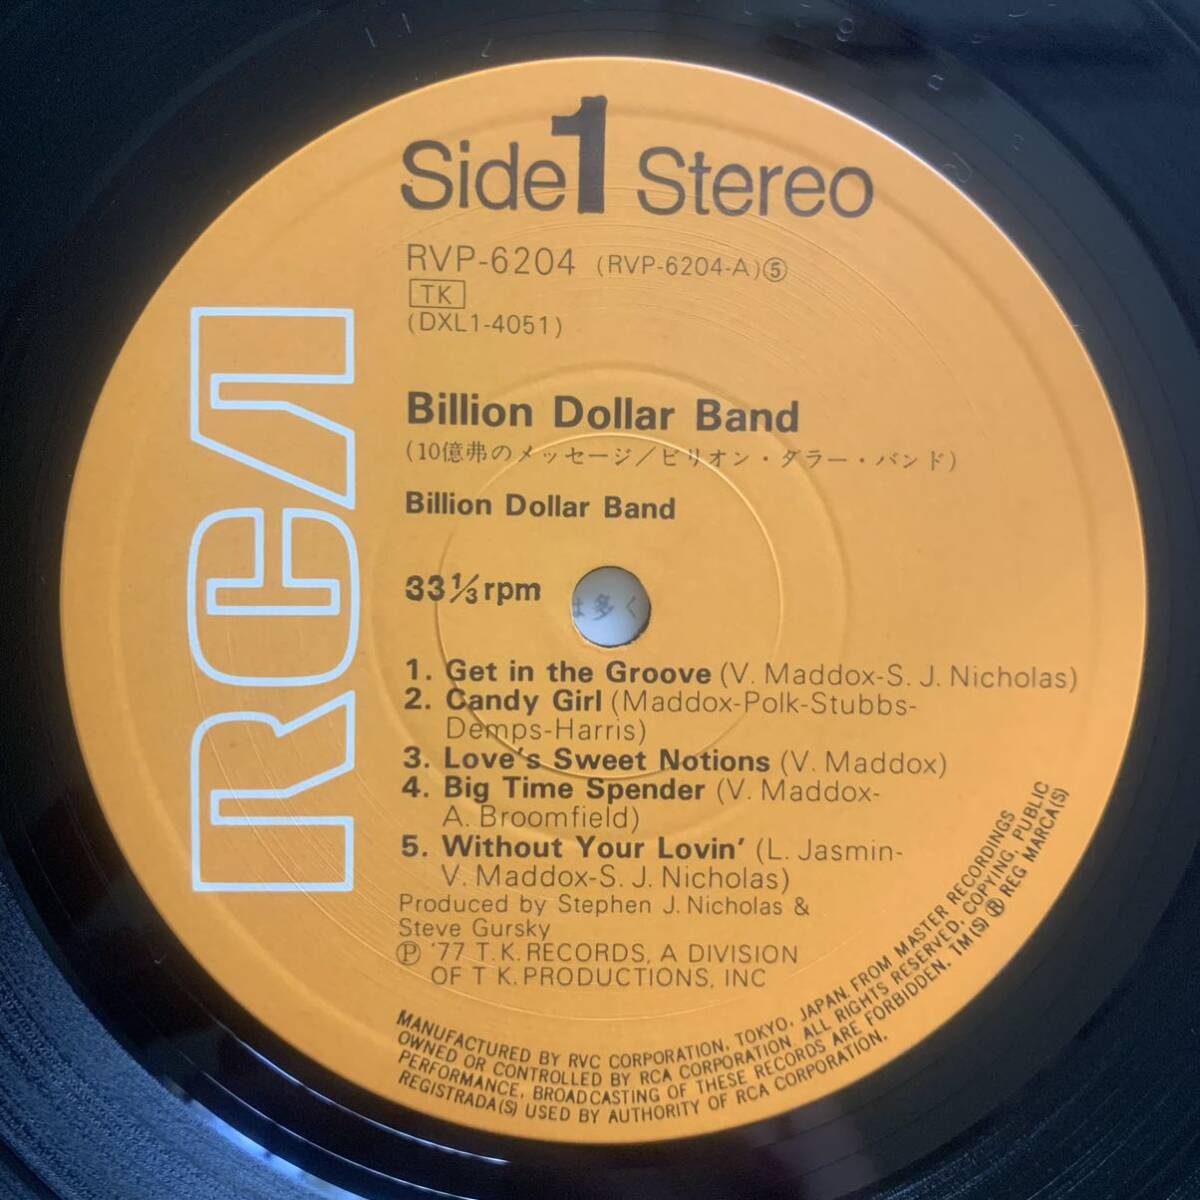 Side 1 Stereo
RVP-6204 (RVP-6204-A)⑤
TK
(DXL1-4051)
RCA
Billion Dollar Band
(10億弗のメッセージ/ビリオン・ダラー・バンド)
Billion Dollar Band
33⅓ rpm
は多く
1. Get in the Groove (V. Maddox-S. J. Nicholas)
2. Candy Girl (Maddox-Polk-Stubbs-
Demps-Harris)
3. Love's Sweet Notions (V. Maddox)
4. Big Time Spender (V. Maddox-
A. Broomfield)
5. Without Your Lovin' (L. Jasmin-
V. Maddox-S. J. Nicholas)
Produced by Stephen J. Nicholas &
Steve Gursky
Ⓟ '77 T.K. RECORDS, A DIVISION
OF T K. PRODUCTIONS, INC
MANUFACTURED BY RVC CORPORATION, TOKYO, JAPAN, FROM MASTER RECORDINGS
OWNED OR CONTROLLED BY RCA CORPORATION. ALL RIGHTS RESERVED, COPYING, PUBLIC
PERFORMANCE, BROADCASTING OF THESE RECORDS ARE FORBIDDEN, TM(S) ® REG MARCA(S)
REGISTRADA(S) USED BY AUTHORITY OF RCA CORPORATION.